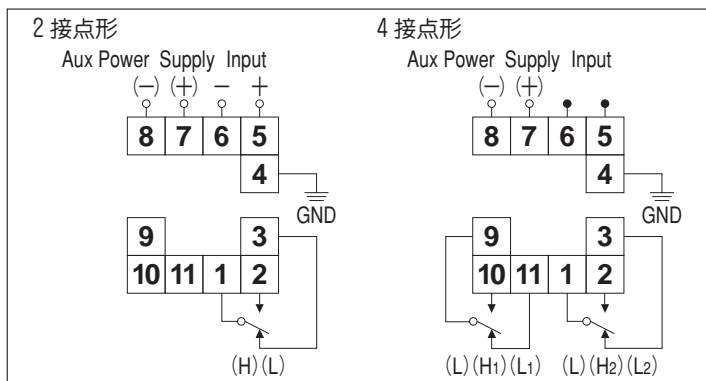 2 接点形
Aux Power Supply Input
(−) (+) − +
8 7 6 5
4
GND
9 3
10 11 1 2
(H)(L)
4 接点形
Aux Power Supply Input
(−) (+)
8 7 6 5
4
GND
9 3
10 11 1 2
(L)(H1)(L1) (L)(H2)(L2)